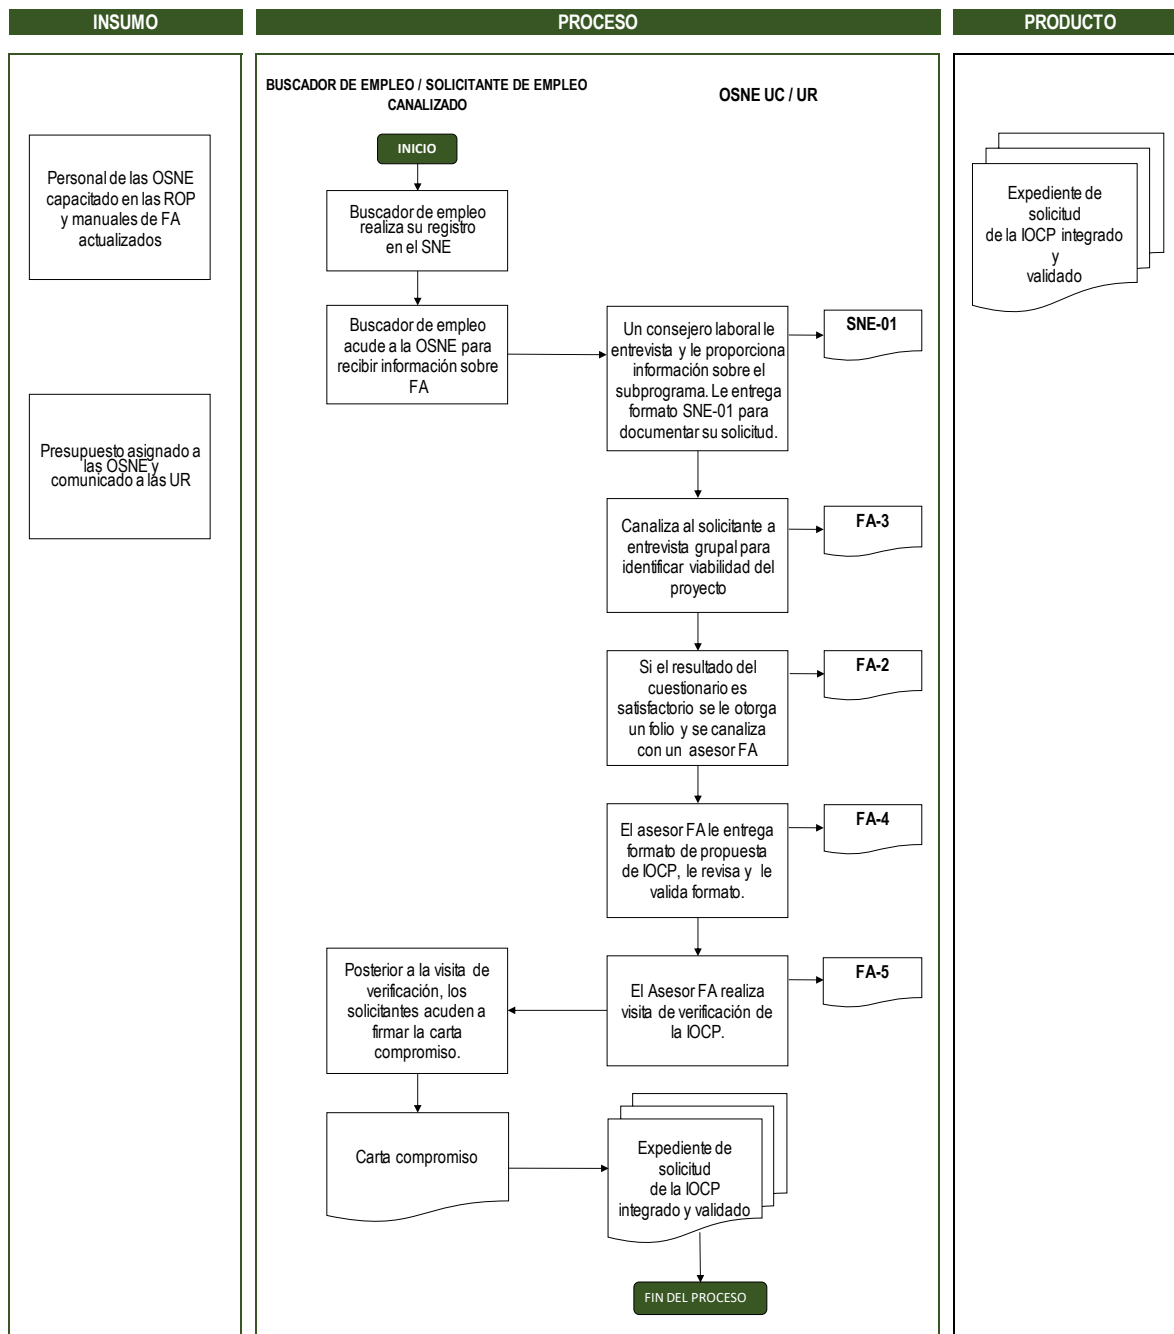 INSUMO
PROCESO
PRODUCTO
BUSCADOR DE EMPLEO / SOLICITANTE DE EMPLEO
CANALIZADO
OSNE UC / UR
INICIO
Personal de las OSNE
capacitado en las ROP
y manuales de FA
actualizados
Expediente de
solicitud
de la IOCP integrado
y
validado
Buscador de empleo
realiza su registro
en el SNE
Buscador de empleo
acude a la OSNE para
recibir información sobre
FA
Un consejero laboral le
entrevista y le proporciona
información sobre el
subprograma. Le entrega
formato SNE-01 para
documentar su solicitud.
SNE-01
Presupuesto asignado a
las OSNE y
comunicado a las UR
Canaliza al solicitante a
entrevista grupal para
identificar viabilidad del
proyecto
FA-3
Si el resultado del
cuestionario es
satisfactorio se le otorga
un folio y se canaliza
con un asesor FA
FA-2
El asesor FA le entrega
formato de propuesta
de IOCP, le revisa y le
valida formato.
FA-4
Posterior a la visita de
verificación, los
solicitantes acuden a
firmar la carta
compromiso.
El Asesor FA realiza
visita de verificación de
la IOCP.
FA-5
Carta compromiso
Expediente de
solicitud
de la IOCP
integrado y validado
FIN DEL PROCESO